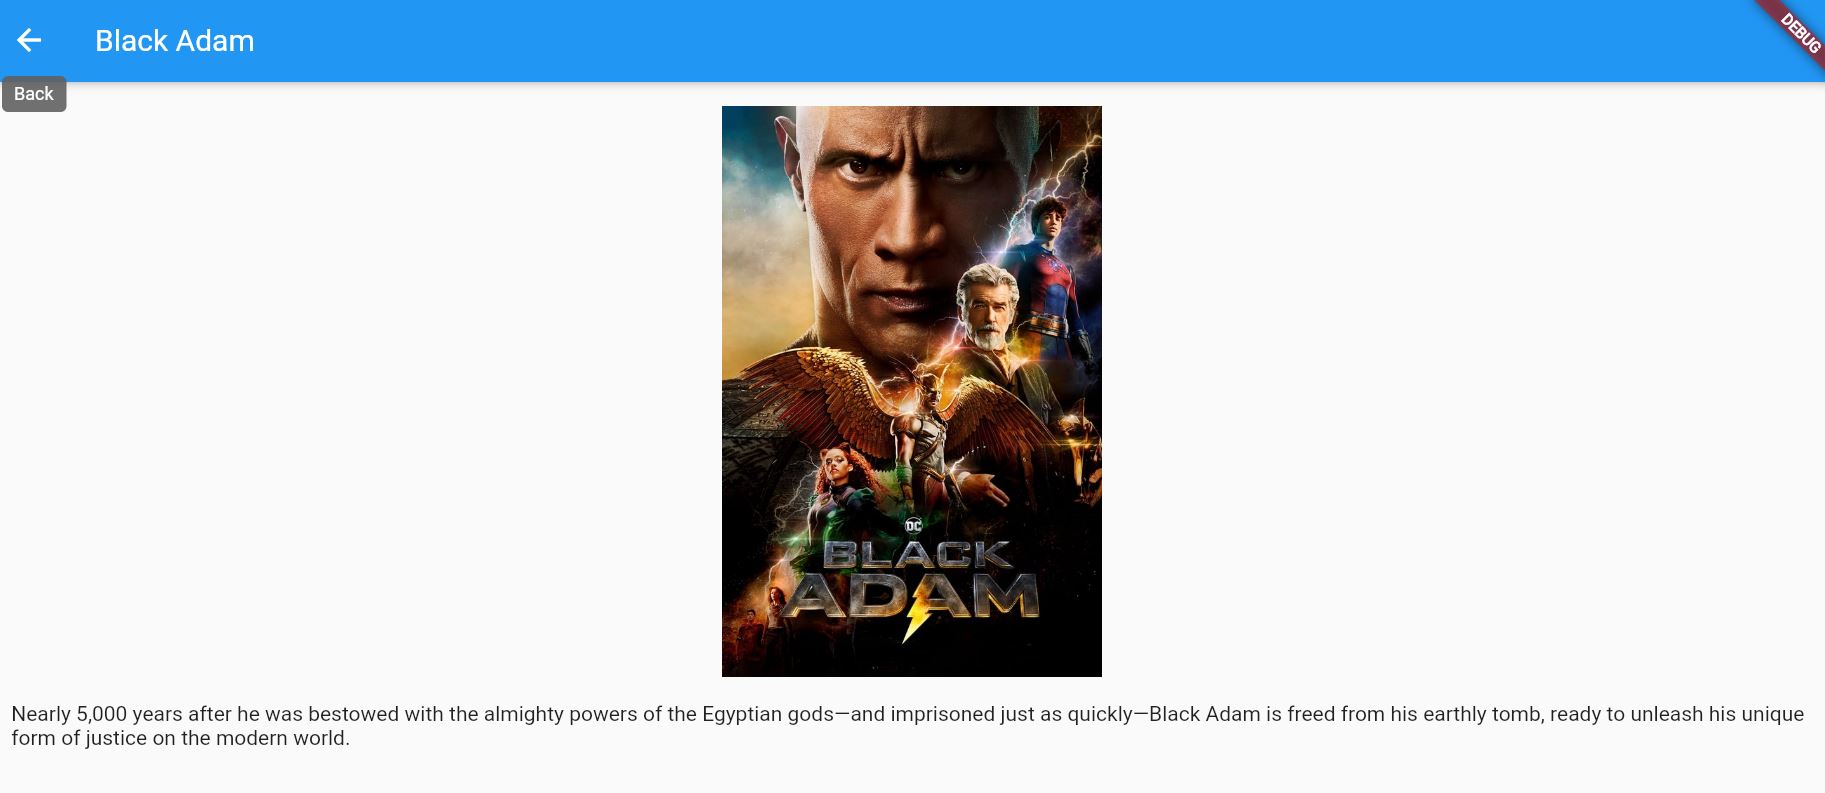 Black Adam
DEBUG
Back
DC
BLACK
ADAM
Nearly 5,000 years after he was bestowed with the almighty powers of the Egyptian gods—and imprisoned just as quickly—Black Adam is freed from his earthly tomb, ready to unleash his unique
form of justice on the modern world.